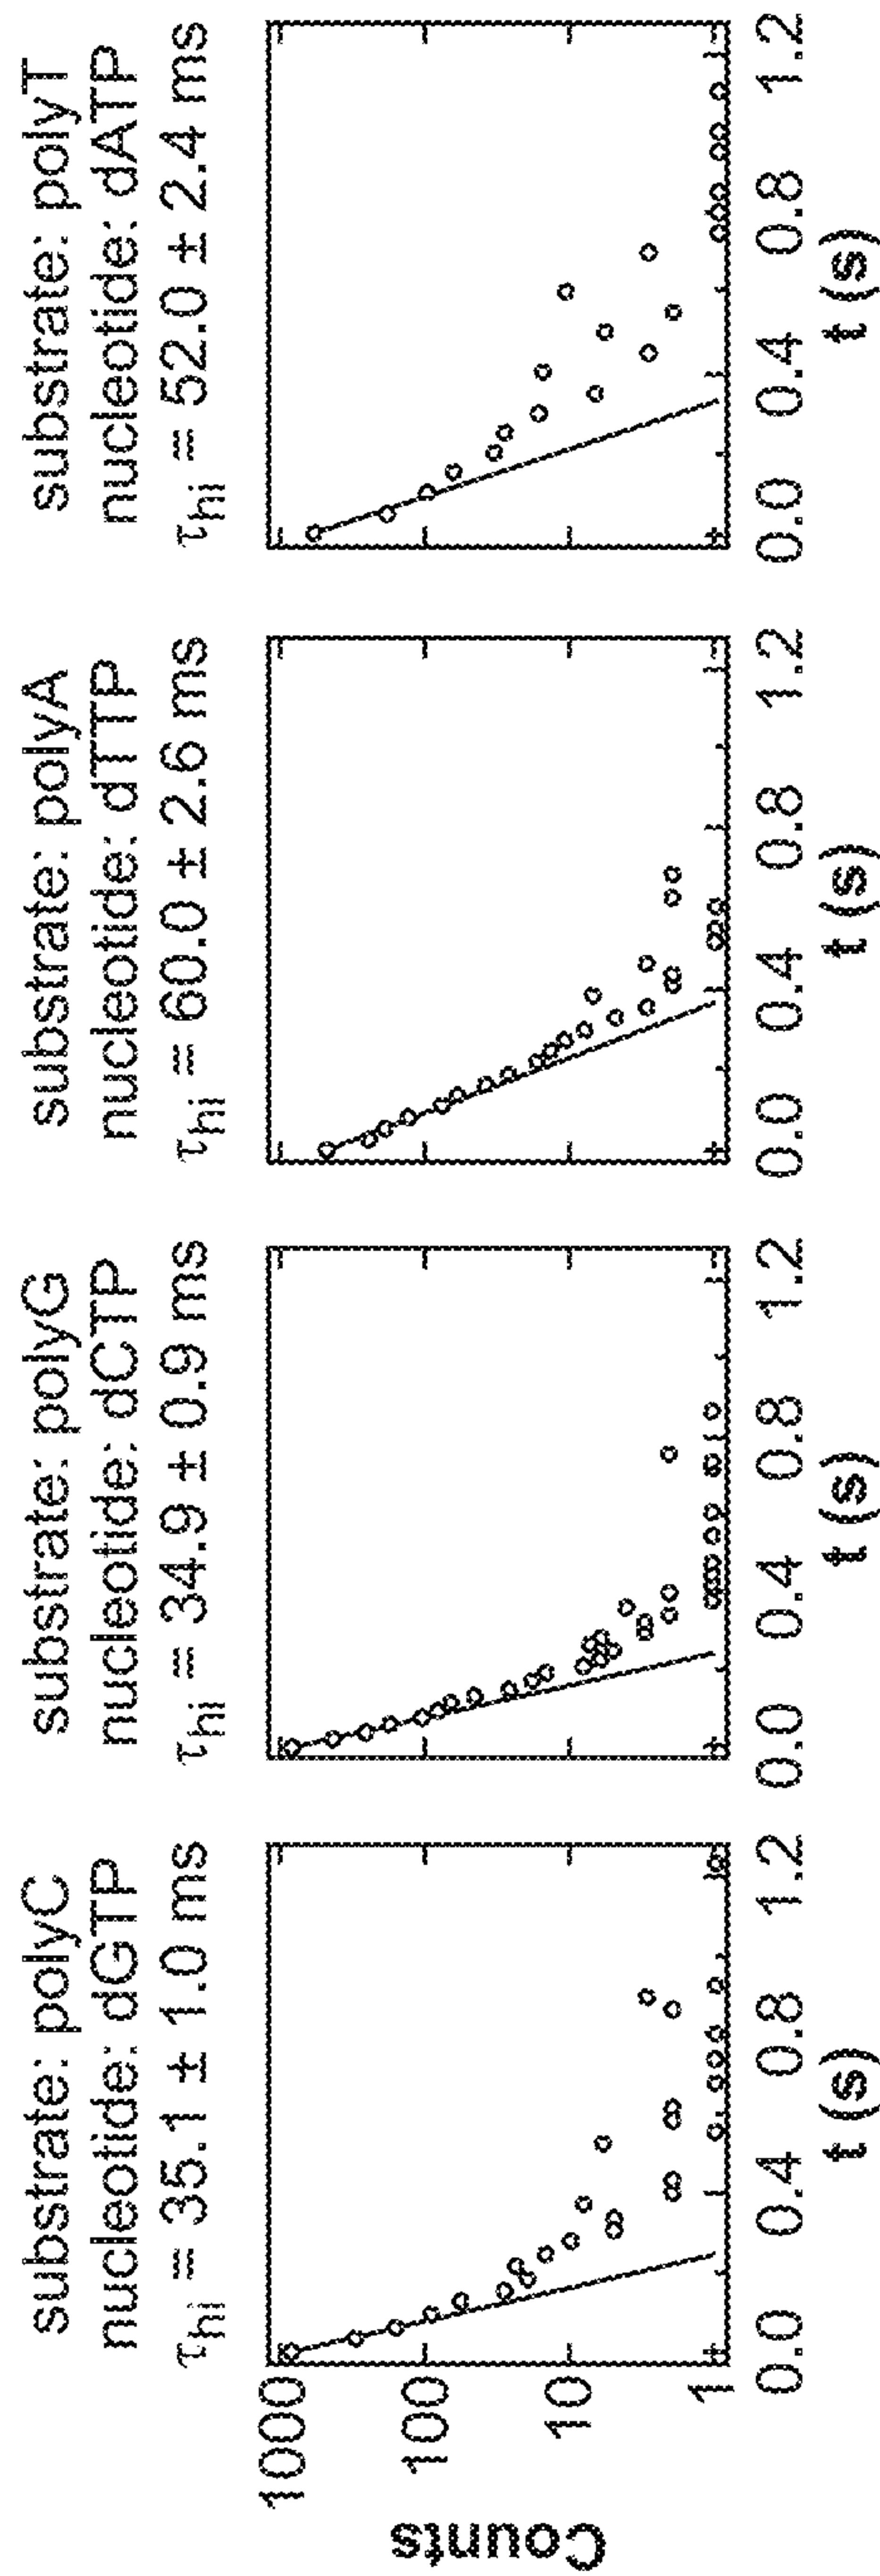 substrate: polyC
nucleotide: dGTP
τhi = 35.1 ± 1.0 ms
substrate: polyG
nucleotide: dCTP
τhi = 34.9 ± 0.9 ms
substrate: polyA
nucleotide: dTTP
τhi = 60.0 ± 2.6 ms
substrate: polyT
nucleotide: dATP
τhi = 52.0 ± 2.4 ms
Counts
1000
100
10
1
0.0 0.4 0.8 1.2
t (s)
0.0 0.4 0.8 1.2
t (s)
0.0 0.4 0.8 1.2
t (s)
0.0 0.4 0.8 1.2
t (s)